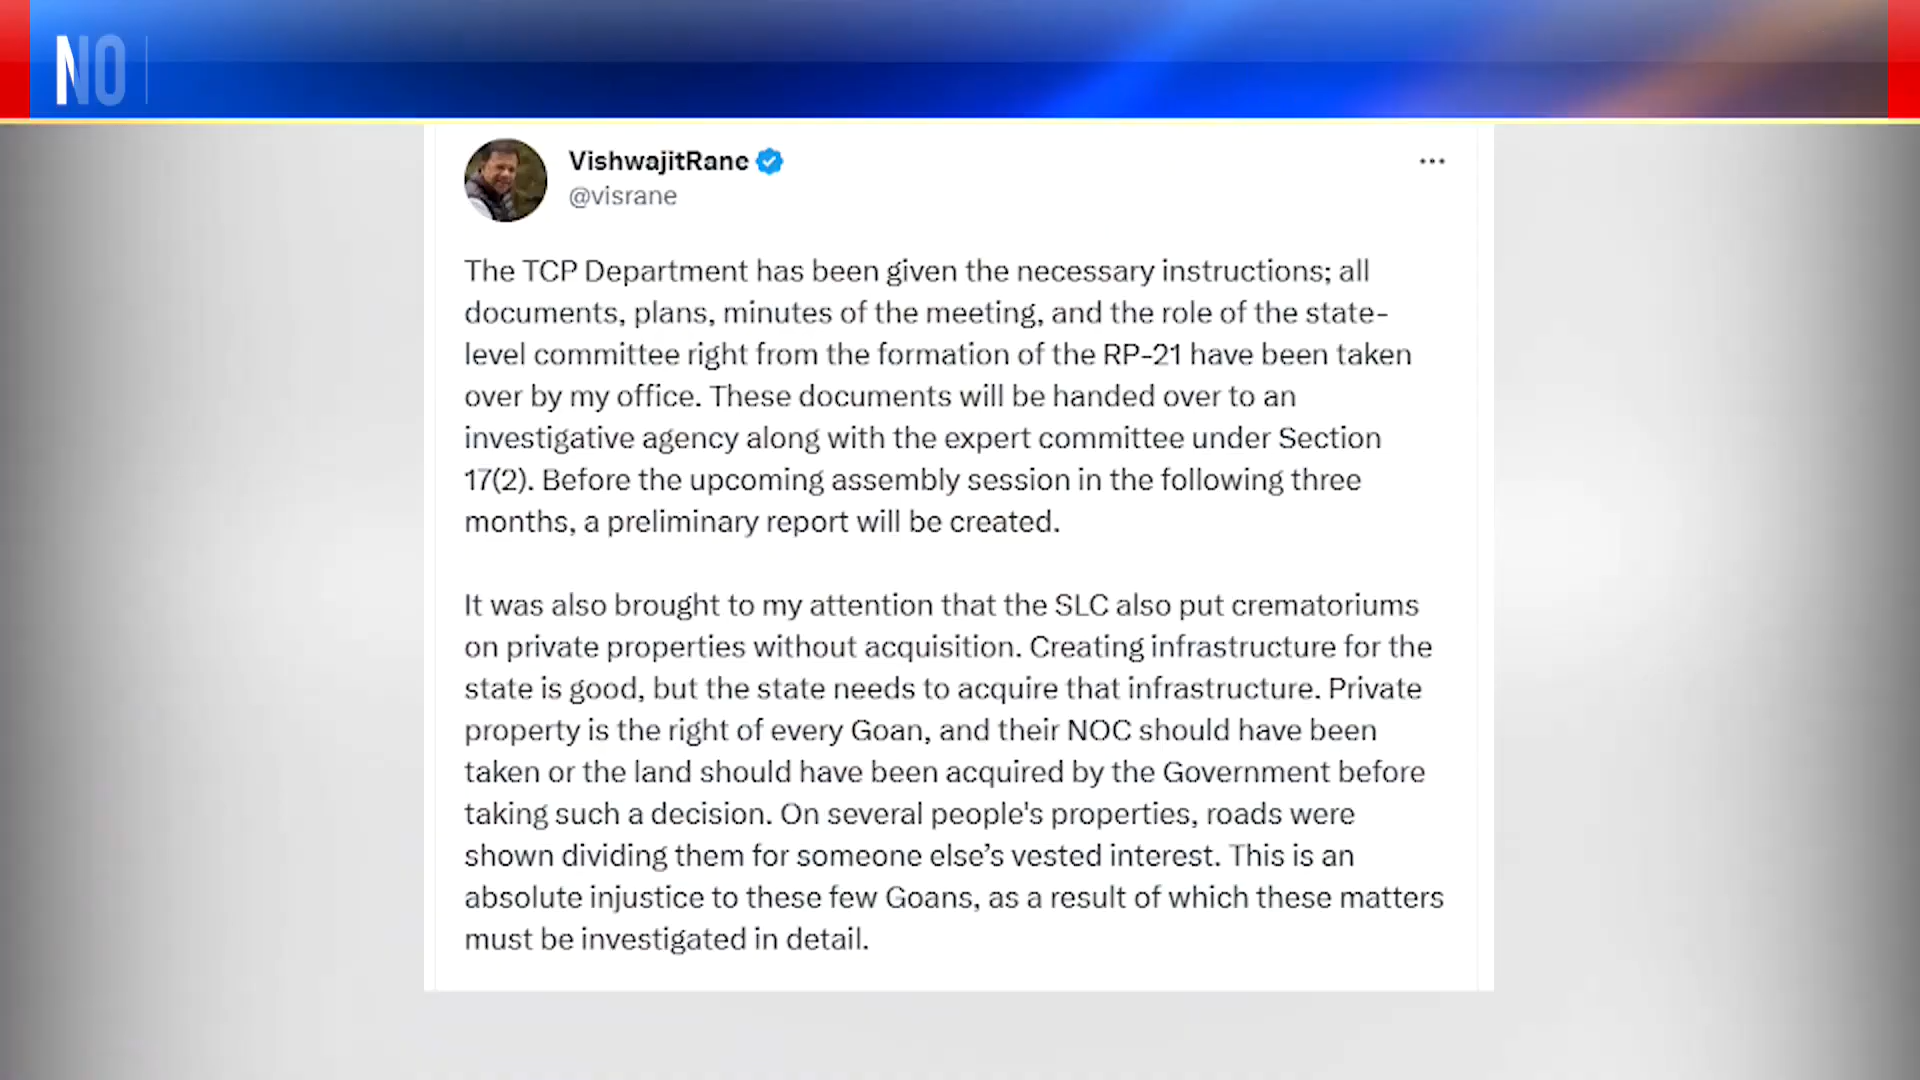 NO
VishwajitRane
@visrane
The TCP Department has been given the necessary instructions; all
documents, plans, minutes of the meeting, and the role of the state-
level committee right from the formation of the RP-21 have been taken
over by my office. These documents will be handed over to an
investigative agency along with the expert committee under Section
17(2). Before the upcoming assembly session in the following three
months, a preliminary report will be created.
It was also brought to my attention that the SLC also put crematoriums
on private properties without acquisition. Creating infrastructure for the
state is good, but the state needs to acquire that infrastructure. Private
property is the right of every Goan, and their NOC should have been
taken or the land should have been acquired by the Government before
taking such a decision. On several people's properties, roads were
shown dividing them for someone else’s vested interest. This is an
absolute injustice to these few Goans, as a result of which these matters
must be investigated in detail.